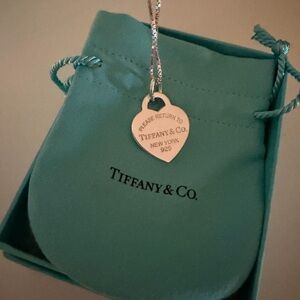 PLEASE RETURN TO
TIFFANY & CO.
NEW YORK
925
TIFFANY & CO.